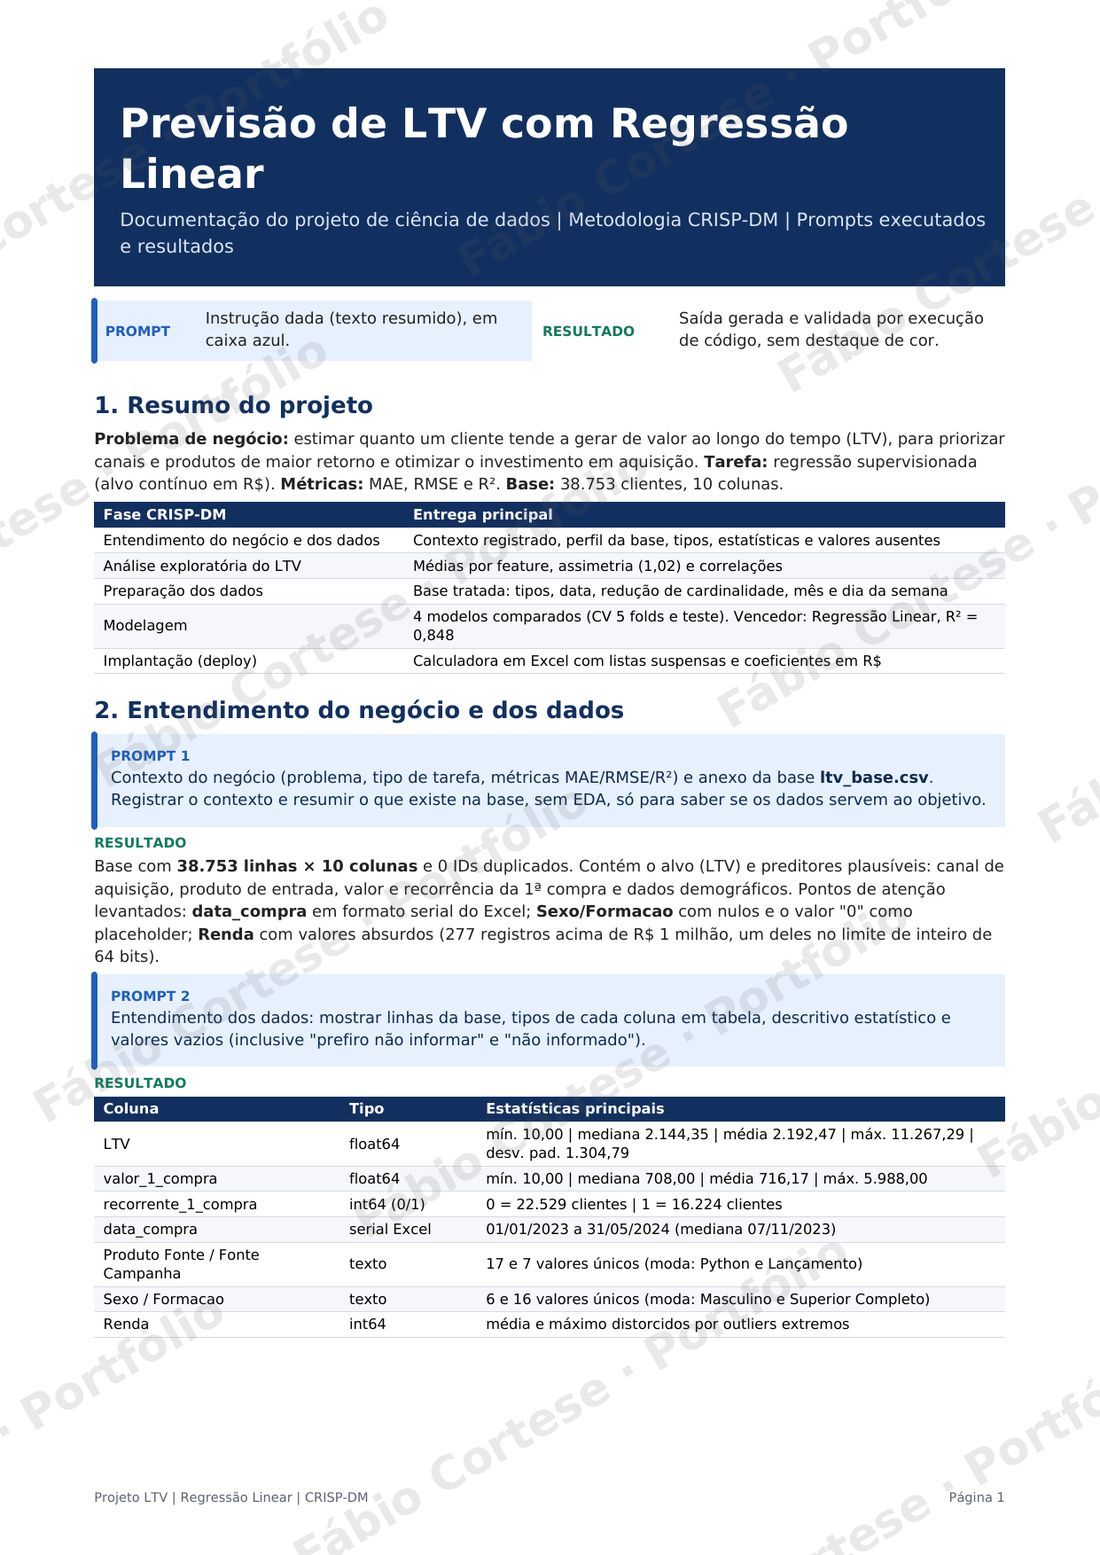 Previsão de LTV com Regressão
Linear
Documentação do projeto de ciência de dados | Metodologia CRISP-DM | Prompts executados
e resultados
PROMPT
Instrução dada (texto resumido), em
caixa azul.
RESULTADO
Saída gerada e validada por execução
de código, sem destaque de cor.
1. Resumo do projeto
Problema de negócio: estimar quanto um cliente tende a gerar de valor ao longo do tempo (LTV), para priorizar
canais e produtos de maior retorno e otimizar o investimento em aquisição. Tarefa: regressão supervisionada
(alvo contínuo em R$). Métricas: MAE, RMSE e R². Base: 38.753 clientes, 10 colunas.
Fase CRISP-DM Entrega principal
Entendimento do negócio e dos dados Contexto registrado, perfil da base, tipos, estatísticas e valores ausentes
Análise exploratória do LTV Médias por feature, assimetria (1,02) e correlações
Preparação dos dados Base tratada: tipos, data, redução de cardinalidade, mês e dia da semana
Modelagem 4 modelos comparados (CV 5 folds e teste). Vencedor: Regressão Linear, R² =
0,848
Implantação (deploy) Calculadora em Excel com listas suspensas e coeficientes em R$
2. Entendimento do negócio e dos dados
PROMPT 1
Contexto do negócio (problema, tipo de tarefa, métricas MAE/RMSE/R²) e anexo da base ltv_base.csv.
Registrar o contexto e resumir o que existe na base, sem EDA, só para saber se os dados servem ao objetivo.
RESULTADO
Base com 38.753 linhas × 10 colunas e 0 IDs duplicados. Contém o alvo (LTV) e preditores plausíveis: canal de
aquisição, produto de entrada, valor e recorrência da 1ª compra e dados demográficos. Pontos de atenção
levantados: data_compra em formato serial do Excel; Sexo/Formacao com nulos e o valor "0" como
placeholder; Renda com valores absurdos (277 registros acima de R$ 1 milhão, um deles no limite de inteiro de
64 bits).
PROMPT 2
Entendimento dos dados: mostrar linhas da base, tipos de cada coluna em tabela, descritivo estatístico e
valores vazios (inclusive "prefiro não informar" e "não informado").
RESULTADO
Coluna Tipo Estatísticas principais
LTV float64 mín. 10,00 | mediana 2.144,35 | média 2.192,47 | máx. 11.267,29 |
desv. pad. 1.304,79
valor_1_compra float64 mín. 10,00 | mediana 708,00 | média 716,17 | máx. 5.988,00
recorrente_1_compra int64 (0/1) 0 = 22.529 clientes | 1 = 16.224 clientes
data_compra serial Excel 01/01/2023 a 31/05/2024 (mediana 07/11/2023)
Produto Fonte / Fonte
Campanha texto 17 e 7 valores únicos (moda: Python e Lançamento)
Sexo / Formacao texto 6 e 16 valores únicos (moda: Masculino e Superior Completo)
Renda int64 média e máximo distorcidos por outliers extremos
Projeto LTV | Regressão Linear | CRISP-DM Página 1
Fábio Cortese · Portfólio